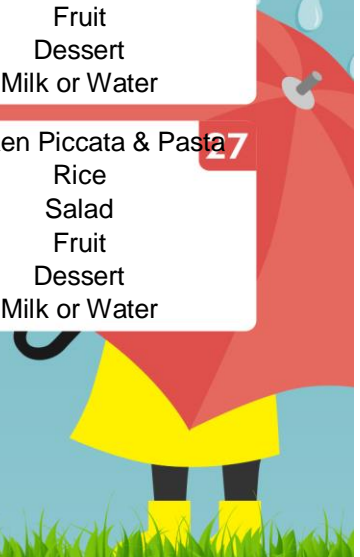 Fruit
Dessert
Milk or Water
en Piccata & Pasta
27
Rice
Salad
Fruit
Dessert
Milk or Water